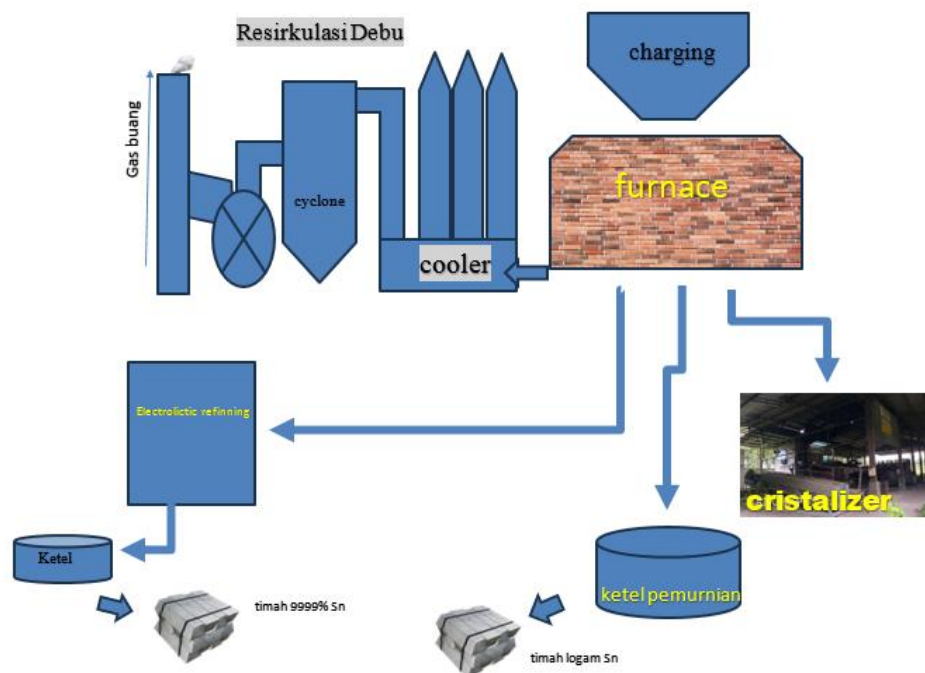 Resirkulasi Debu
charging
Gas buang
furnace
cyclone
cooler
Electrolictic refinning
cristalizer
Ketel
ketel pemurnian
timah 9999% Sn
timah logam Sn